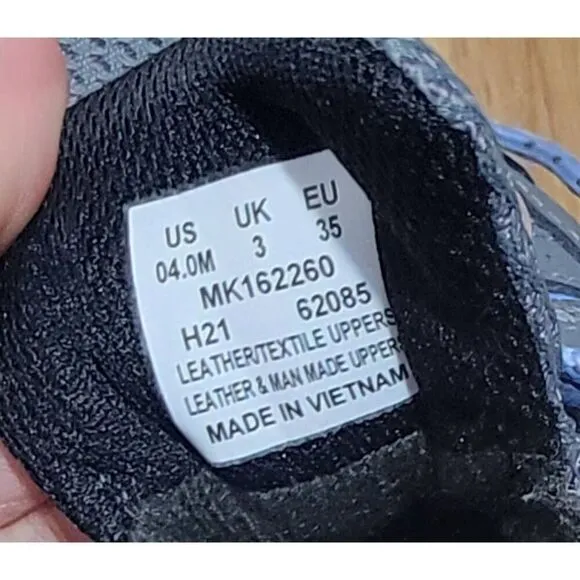 US UK EU
04.0M 3 35
MK162260
H21 62085
LEATHER/TEXTILE UPPERS
LEATHER & MAN MADE UPPERS
MADE IN VIETNAM